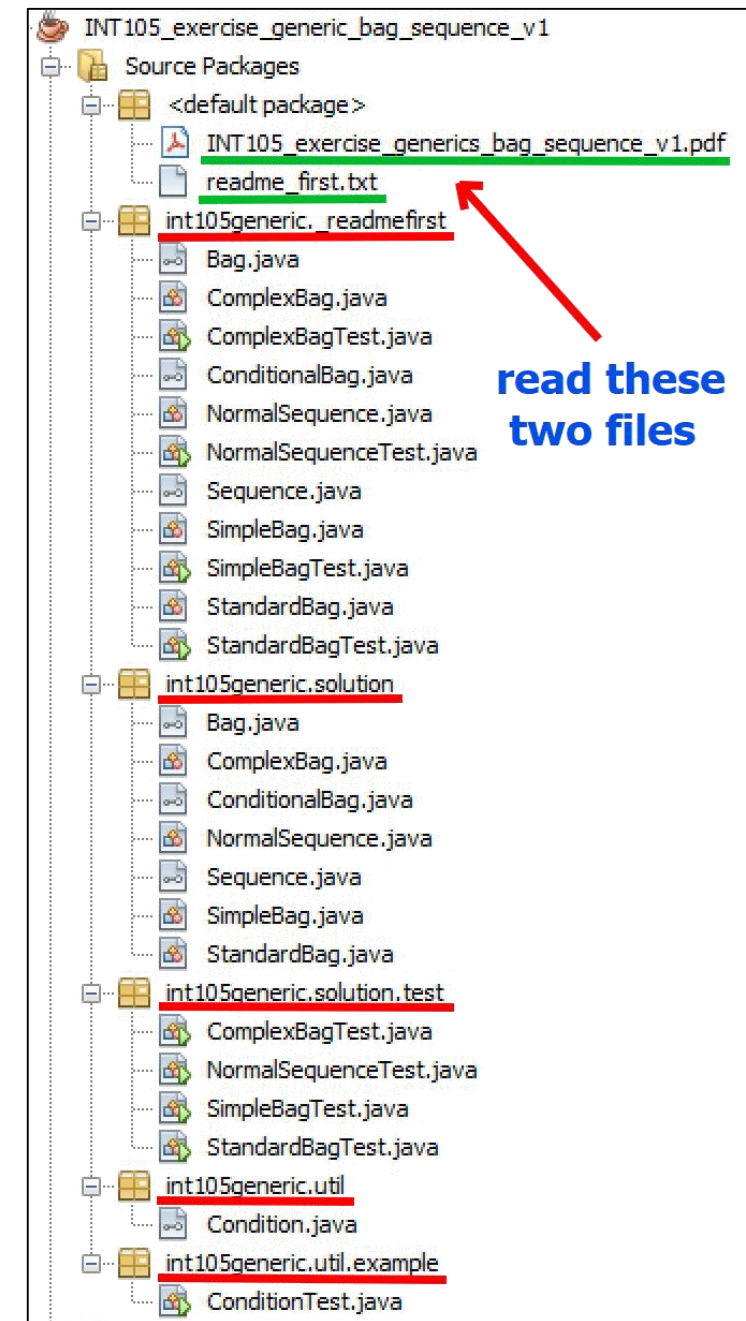 INT105_exercise_generic_bag_sequence_v1
Source Packages
<default package>
INT105_exercise_generics_bag_sequence_v1.pdf
readme_first.txt
int105generic._readmefirst
Bag.java
ComplexBag.java
ComplexBagTest.java
ConditionalBag.java
NormalSequence.java
NormalSequenceTest.java
Sequence.java
SimpleBag.java
SimpleBagTest.java
StandardBag.java
StandardBagTest.java
read these
two files
int105generic.solution
Bag.java
ComplexBag.java
ConditionalBag.java
NormalSequence.java
Sequence.java
SimpleBag.java
StandardBag.java
int105generic.solution.test
ComplexBagTest.java
NormalSequenceTest.java
SimpleBagTest.java
StandardBagTest.java
int105generic.util
Condition.java
int105generic.util.example
ConditionTest.java